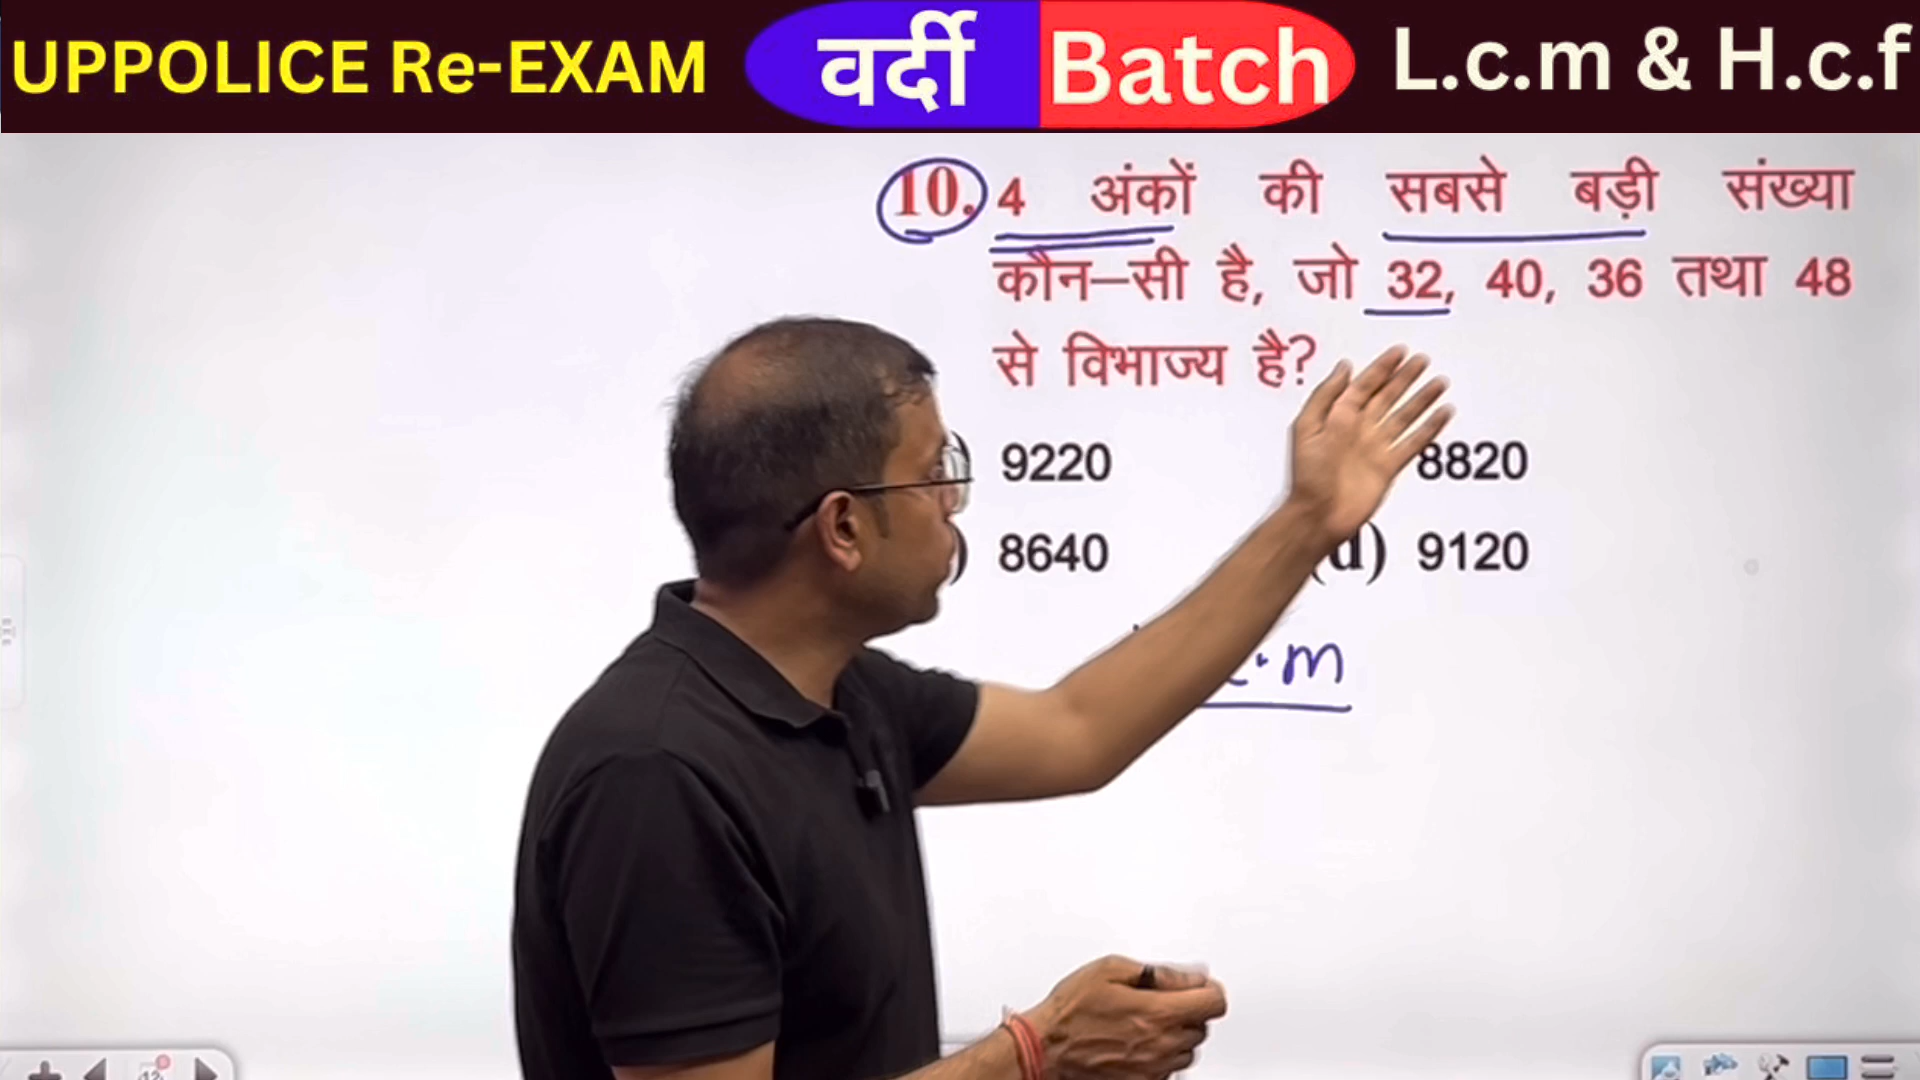 UPPOLICE Re-EXAM वर्दी Batch L.c.m & H.c.f
10. 4 अंकों की सबसे बड़ी संख्या
कौन–सी है, जो 32, 40, 36 तथा 48
से विभाज्य है?
) 9220 8820
) 8640 (d) 9120
.m